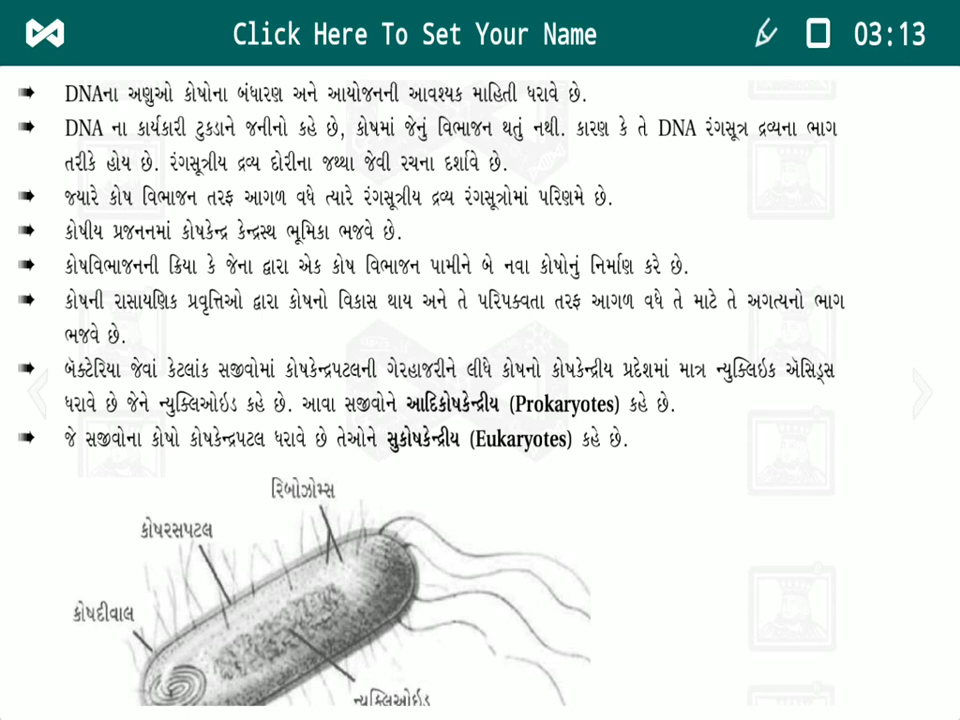 Click Here To Set Your Name
03:13
DNAના અણુઓ કોષોના બંધારણ અને આયોજનની આવશ્યક માહિતી ધરાવે છે.
DNA ના કાર્યકારી ટુકડાને જનીનો કહે છે, કોષમાં જેનું વિભાજન થતું નથી. કારણ કે તે DNA રંગસૂત્ર દ્રવ્યના ભાગ
તરીકે હોય છે. રંગસૂત્રીય દ્રવ્ય દોરીના જથ્થા જેવી રચના દર્શાવે છે.
જ્યારે કોષ વિભાજન તરફ આગળ વધે ત્યારે રંગસૂત્રીય દ્રવ્ય રંગસૂત્રોમાં પરિણમે છે.
કોષીય પ્રજનનમાં કોષકેન્દ્ર કેન્દ્રસ્થ ભૂમિકા ભજવે છે.
કોષવિભાજનની ક્રિયા કે જેના દ્વારા એક કોષ વિભાજન પામીને બે નવા કોષોનું નિર્માણ કરે છે.
કોષની રાસાયણિક પ્રવૃત્તિઓ દ્વારા કોષનો વિકાસ થાય અને તે પરિપક્વતા તરફ આગળ વધે તે માટે તે અગત્યનો ભાગ
ભજવે છે.
બૅક્ટેરિયા જેવાં કેટલાંક સજીવોમાં કોષકેન્દ્રપટલની ગેરહાજરીને લીધે કોષનો કોષકેન્દ્રીય પ્રદેશમાં માત્ર ન્યુક્લિઇક ઍસિડ્સ
ધરાવે છે જેને ન્યુક્લિઓઇડ કહે છે. આવા સજીવોને આદિકોષકેન્દ્રીય (Prokaryotes) કહે છે.
જે સજીવોના કોષો કોષકેન્દ્રપટલ ધરાવે છે તેઓને સુકોષકેન્દ્રીય (Eukaryotes) કહે છે.
રિબોઝોમ્સ
કોષરસપટલ
કોષદીવાલ
ન્યુક્લિઓઇડ